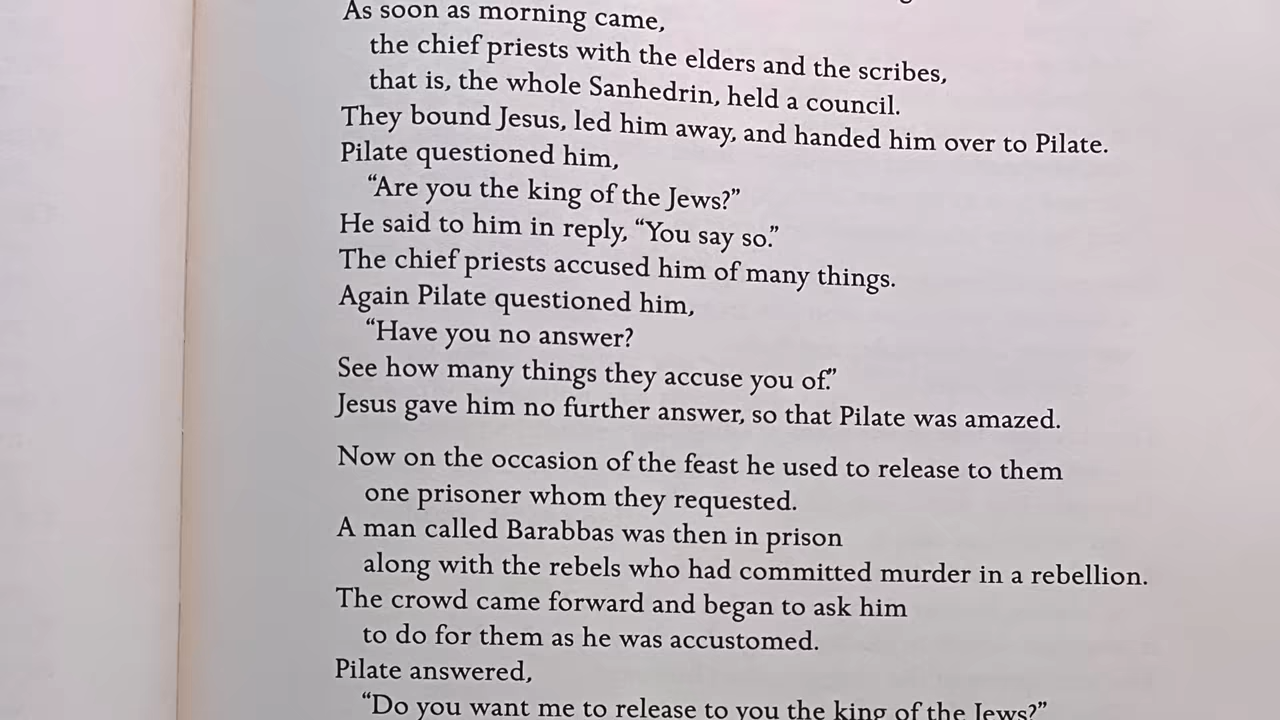 As soon as morning came,
the chief priests with the elders and the scribes,
that is, the whole Sanhedrin, held a council.
They bound Jesus, led him away, and handed him over to Pilate.
Pilate questioned him,
“Are you the king of the Jews?”
He said to him in reply, “You say so.”
The chief priests accused him of many things.
Again Pilate questioned him,
“Have you no answer?
See how many things they accuse you of.”
Jesus gave him no further answer, so that Pilate was amazed.
Now on the occasion of the feast he used to release to them
one prisoner whom they requested.
A man called Barabbas was then in prison
along with the rebels who had committed murder in a rebellion.
The crowd came forward and began to ask him
to do for them as he was accustomed.
Pilate answered,
“Do you want me to release to you the king of the Jews?”